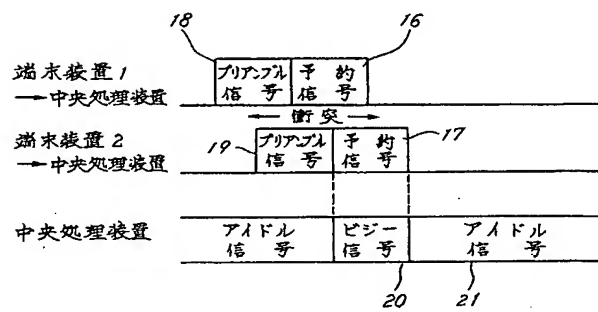 18
16
端末装置1
→中央処理装置
プリアンブル信号
予約信号
←衝突→
端末装置2
→中央処理装置
19
プリアンブル信号
予約信号
17
中央処理装置
アイドル信号
ビジー信号
アイドル信号
20
21